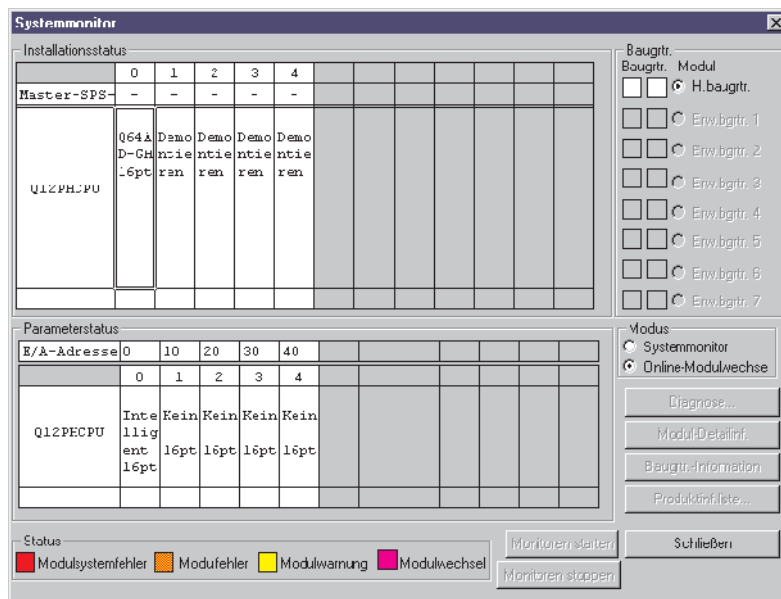 Systemmonitor
Installationsstatus
0 1 2 3 4
Master-SPS- - - - - -
Q64A Demo Demo Demo Demo
D-GH ntie ntie ntie ntie
16pt ren ren ren ren
Parameterstatus
E/A-Adresse 0 10 20 30 40
0 1 2 3 4
Q12PECPU
Inte Kein Kein Kein Kein
llig
ent 16pt 16pt 16pt 16pt
16pt
Status
Modulsystemfehler Modufehler Modulwarnung Modulwechsel
Baugrtr.
Baugrtr. Modul
H.baugrtr.
Erw.bgrtr. 1
Erw.bgrtr. 2
Erw.bgrtr. 3
Erw.bgrtr. 4
Erw.bgrtr. 5
Erw.bgrtr. 6
Erw.bgrtr. 7
Modus
Systemmonitor
Online-Modulwechse
Diagnose...
Modul-Detailinf.
Baugrtr.-Information
Produktinf.liste...
Monitoren starten
Schließen
Monitoren stoppen